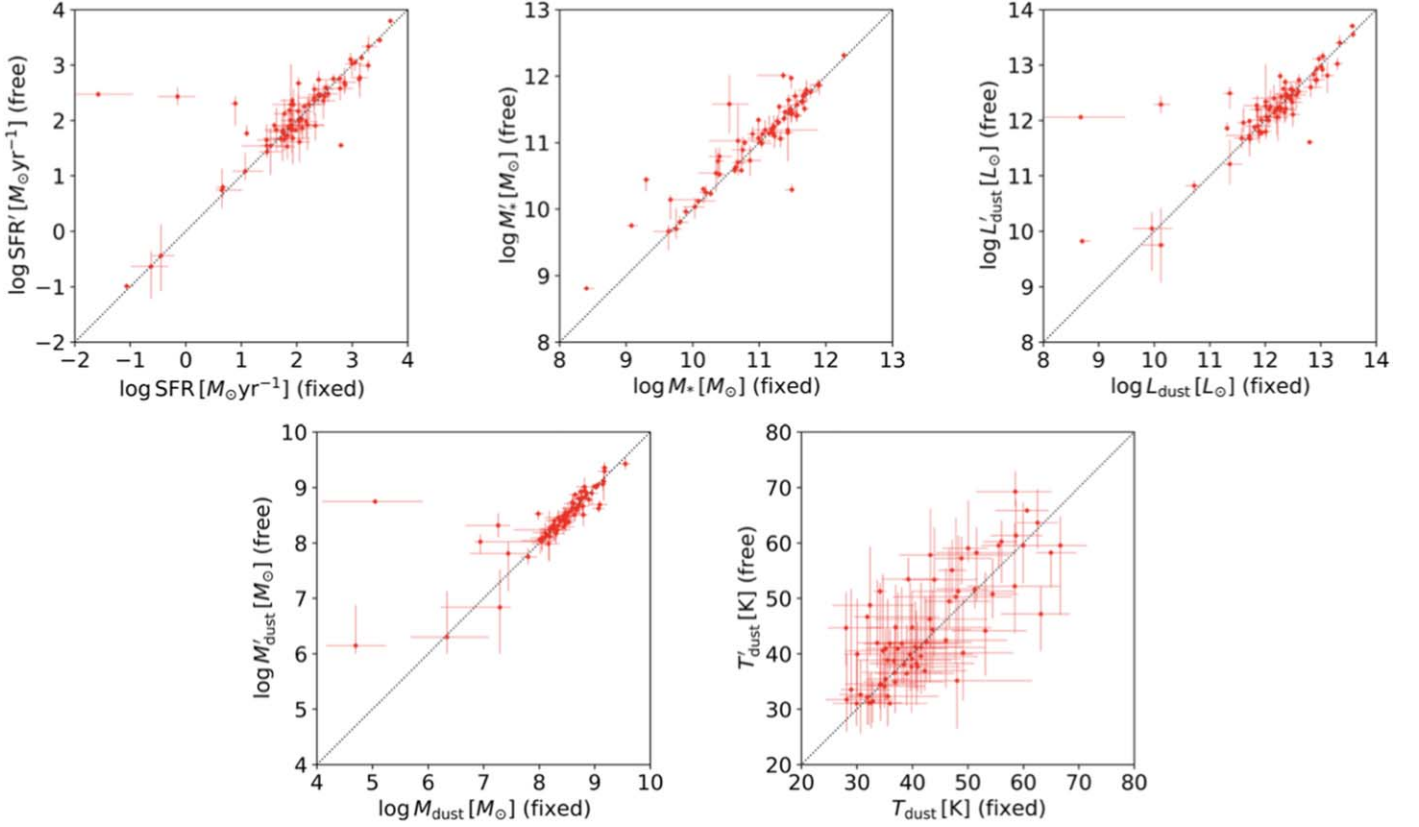 4 13 14
3 12 13
2 11 12
1 11
0 10 10
−1 9 9
−2 8 8
log SFR′ [M⊙yr⁻¹] (free)
log M′* [M⊙] (free)
log L′dust [L⊙] (free)
−2 −1 0 1 2 3 4 8 9 10 11 12 13 8 9 10 11 12 13 14
log SFR [M⊙yr⁻¹] (fixed) log M* [M⊙] (fixed) log Ldust [L⊙] (fixed)
10 80
9 70
8 60
7 50
6 40
5 30
4 20
log M′dust [M⊙] (free)
T′dust [K] (free)
4 5 6 7 8 9 10 20 30 40 50 60 70 80
log Mdust [M⊙] (fixed) Tdust [K] (fixed)